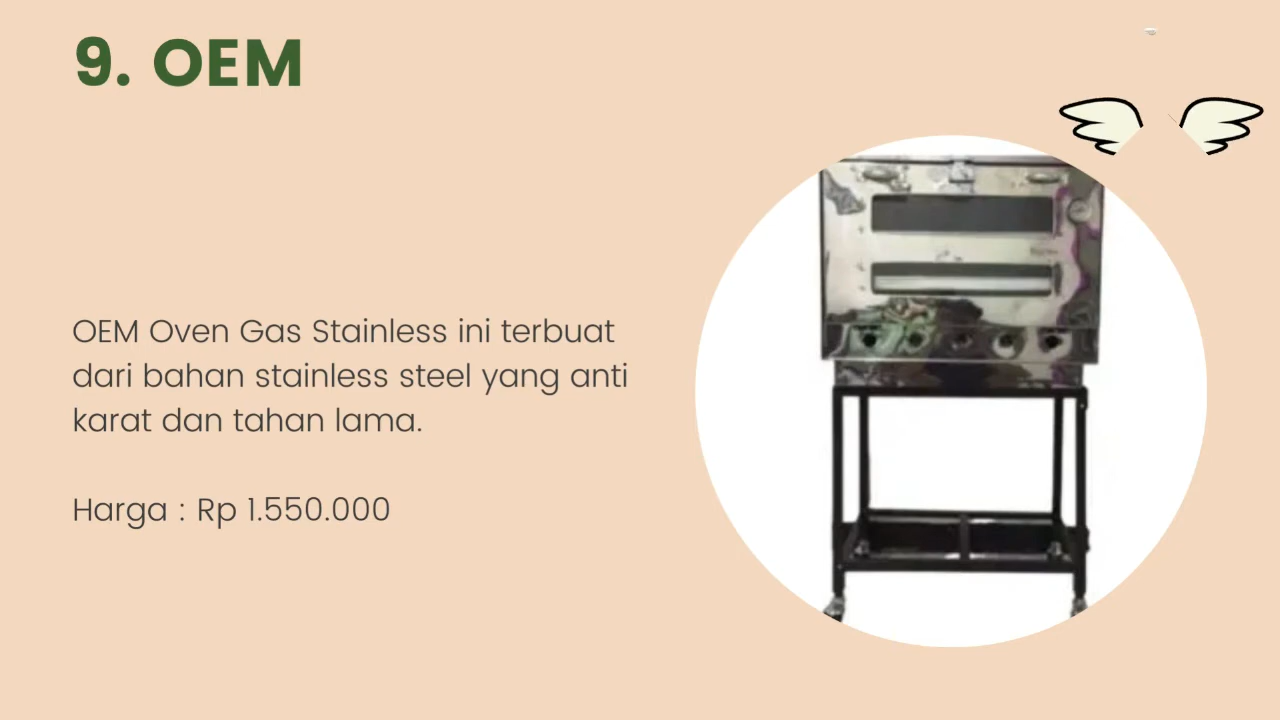 9. OEM
OEM Oven Gas Stainless ini terbuat
dari bahan stainless steel yang anti
karat dan tahan lama.
Harga : Rp 1.550.000